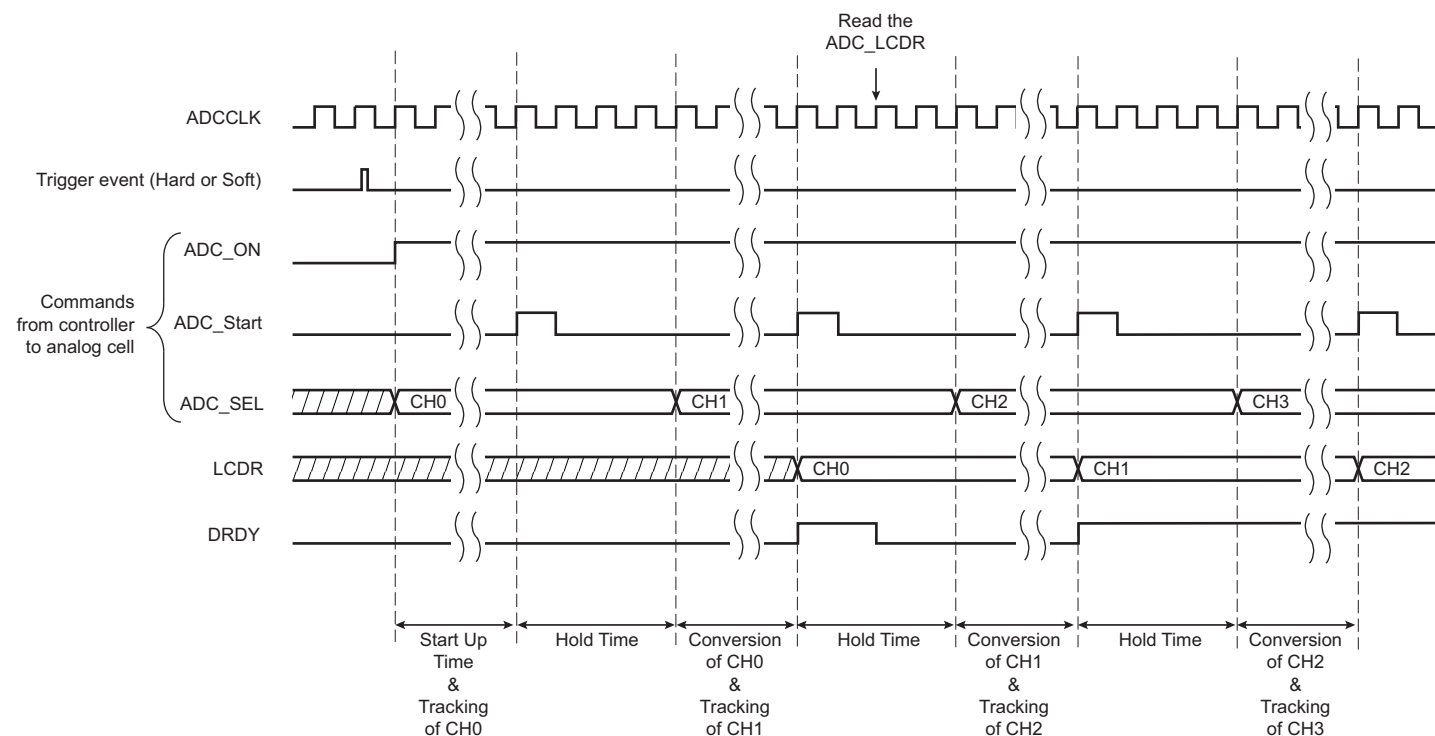 Read the
ADC_LCDR
ADCCLK
Trigger event (Hard or Soft)
ADC_ON
Commands
from controller
to analog cell
ADC_Start
ADC_SEL
CH0
CH1
CH2
CH3
LCDR
CH0
CH1
CH2
DRDY
Start Up
Time
&
Tracking
of CH0
Hold Time
Conversion
of CH0
&
Tracking
of CH1
Hold Time
Conversion
of CH1
&
Tracking
of CH2
Hold Time
Conversion
of CH2
&
Tracking
of CH3